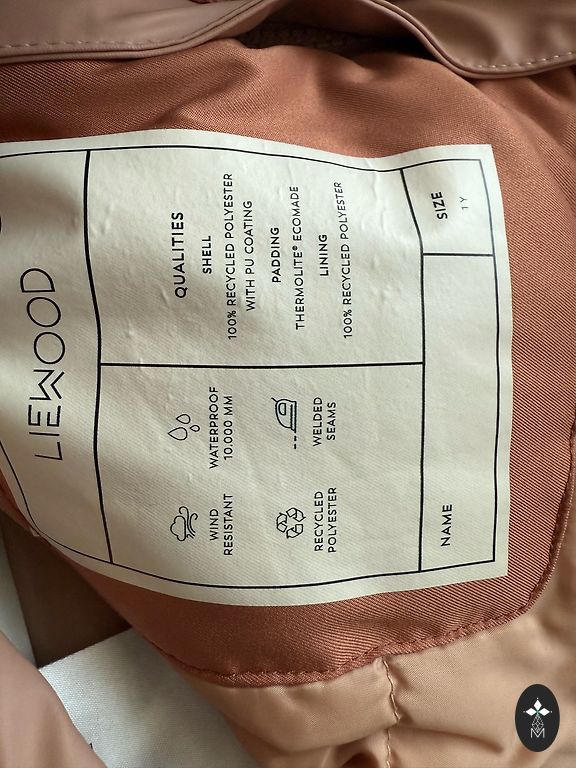 LIEWOOD
QUALITIES
SHELL
100% RECYCLED POLYESTER
WITH PU COATING
PADDING
THERMOLITE® ECOMADE
LINING
100% RECYCLED POLYESTER
SIZE
1Y
WIND
RESISTANT
WATERPROOF
10.000 MM
RECYCLED
POLYESTER
WELDED
SEAMS
NAME